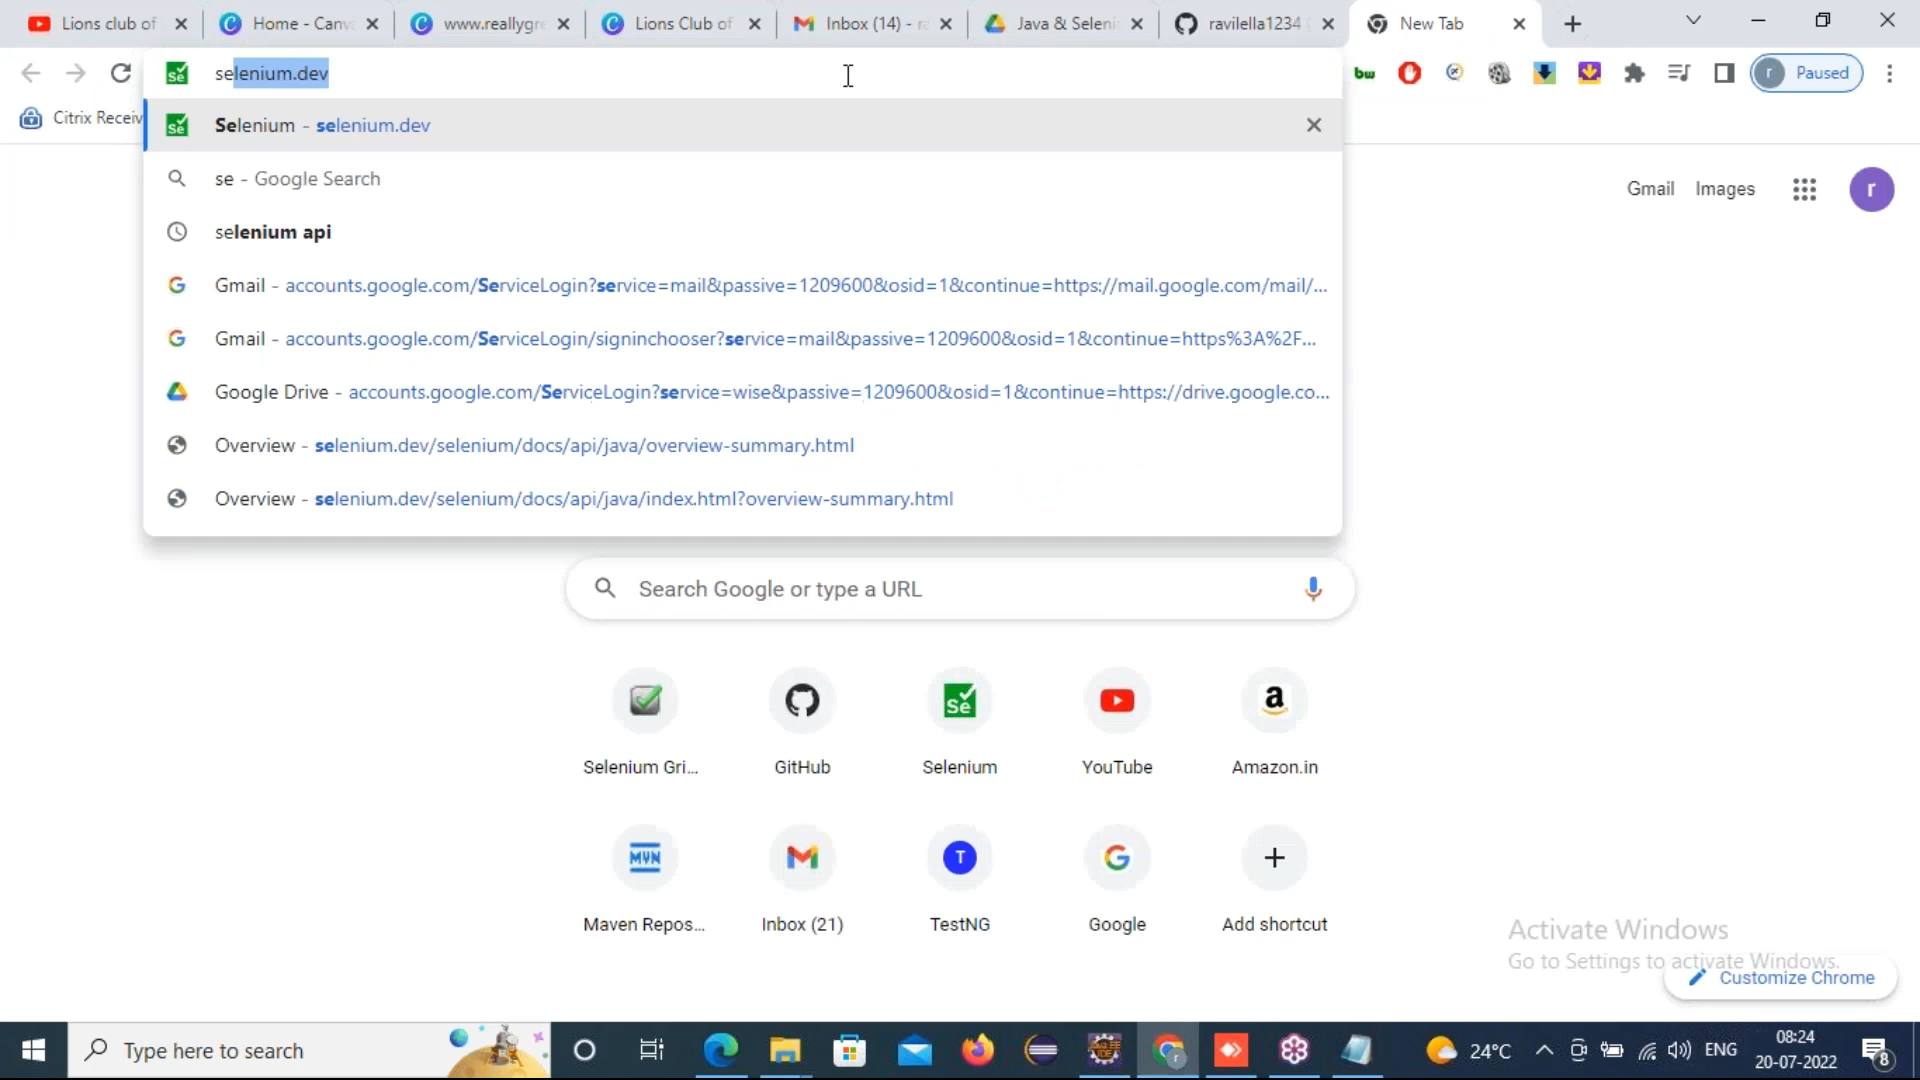 Lions club of
Home - Canv
www.reallygr
Lions Club of
Inbox (14) - r
Java & Seleni
ravilella1234
New Tab
selenium.dev
bw
r
Paused
Citrix Receiv
Selenium - selenium.dev
se - Google Search
selenium api
Gmail - accounts.google.com/ServiceLogin?service=mail&passive=1209600&osid=1&continue=https://mail.google.com/mail/...
Gmail - accounts.google.com/ServiceLogin/signinchooser?service=mail&passive=1209600&osid=1&continue=https%3A%2F...
Google Drive - accounts.google.com/ServiceLogin?service=wise&passive=1209600&osid=1&continue=https://drive.google.co...
Overview - selenium.dev/selenium/docs/api/java/overview-summary.html
Overview - selenium.dev/selenium/docs/api/java/index.html?overview-summary.html
Gmail
Images
r
Search Google or type a URL
Selenium Gri...
GitHub
Selenium
YouTube
Amazon.in
Maven Repos...
Inbox (21)
TestNG
Google
Add shortcut
Activate Windows
Go to Settings to activate Windows.
Customize Chrome
Type here to search
24°C
ENG
08:24
20-07-2022
8